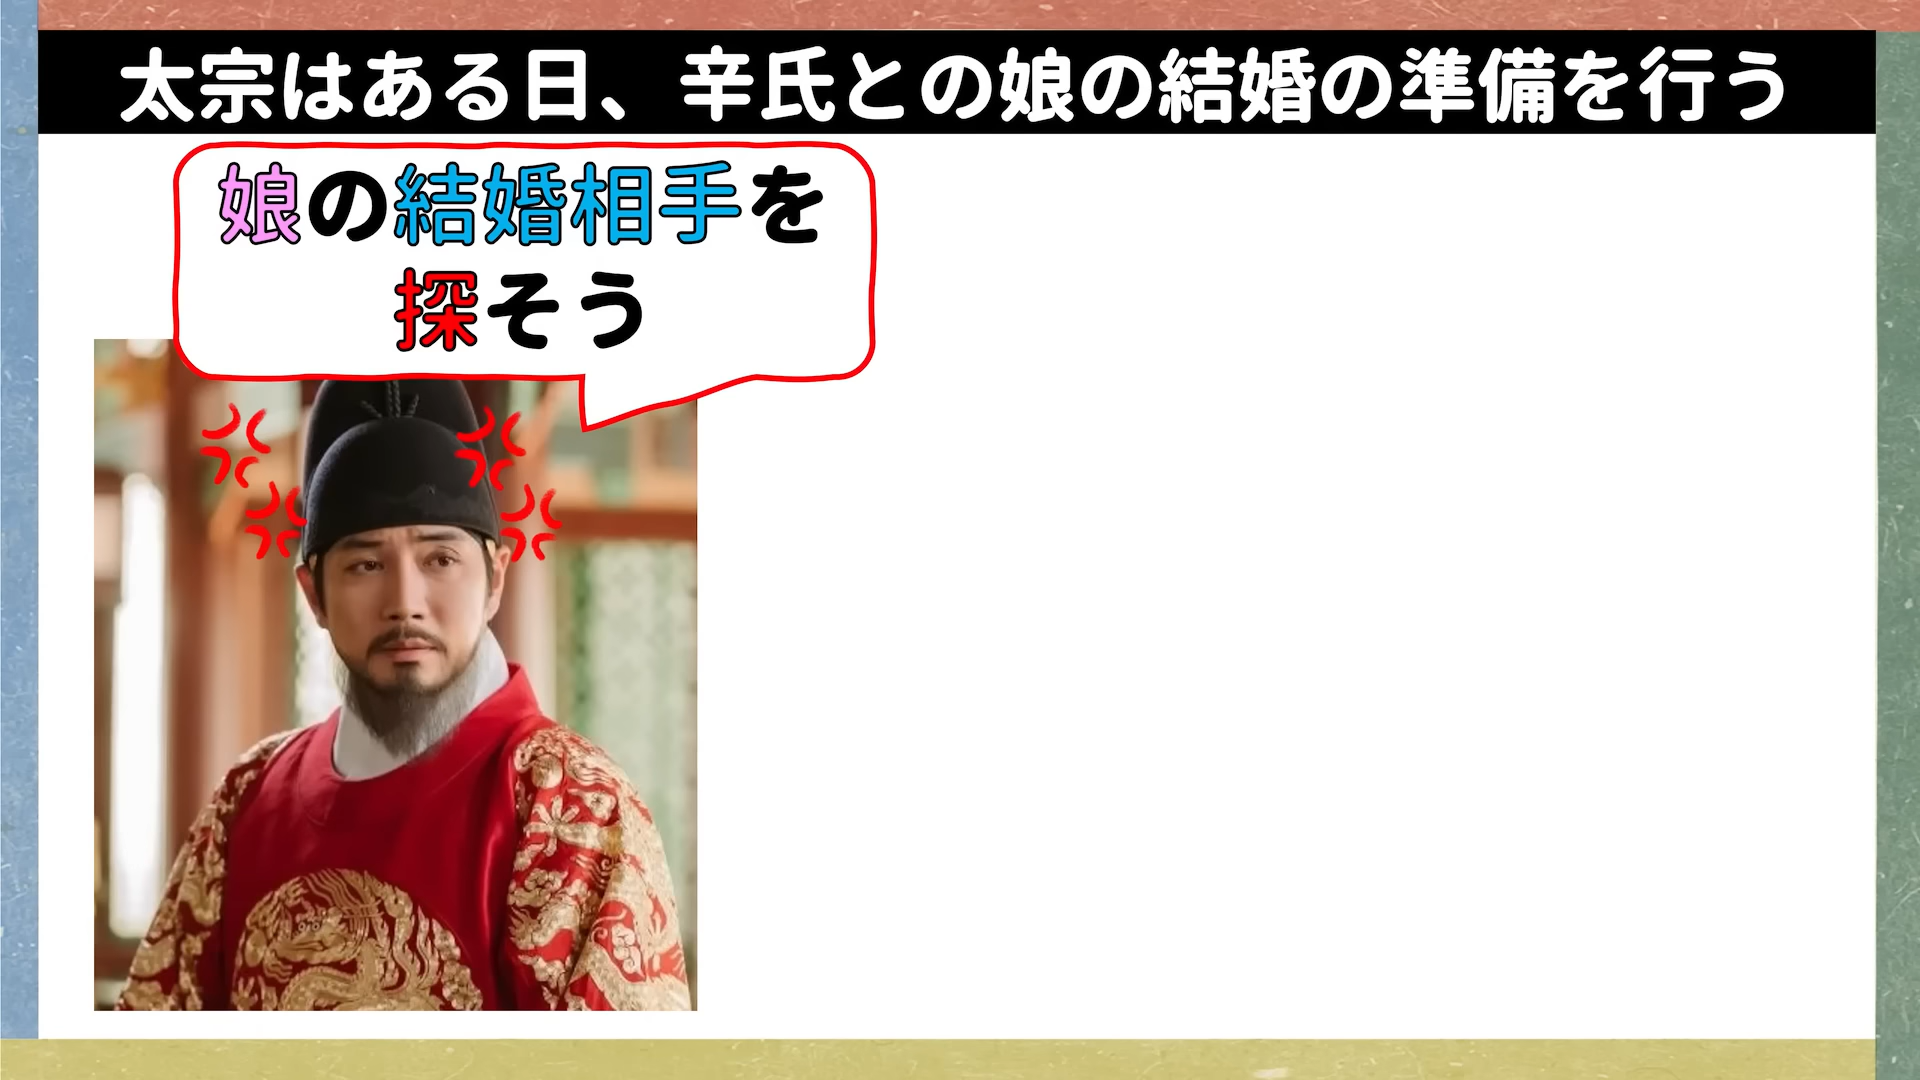 太宗はある日、辛氏との娘の結婚の準備を行う
娘の結婚相手を
探そう